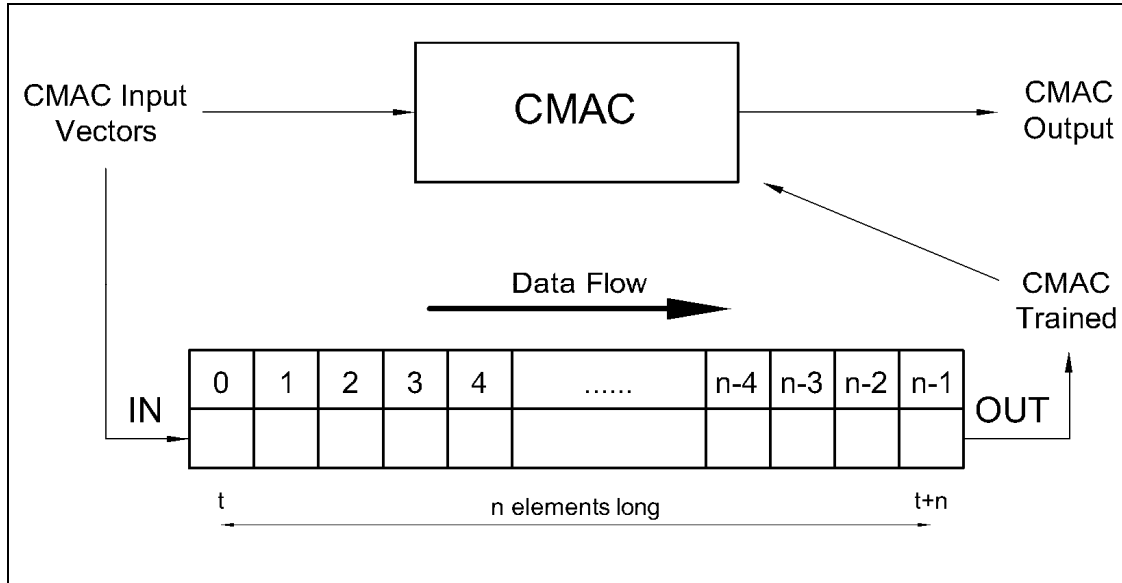 CMAC Input
Vectors
CMAC
CMAC
Output
Data Flow
CMAC
Trained
0 1 2 3 4 ...... n-4 n-3 n-2 n-1
IN
OUT
t
n elements long
t+n